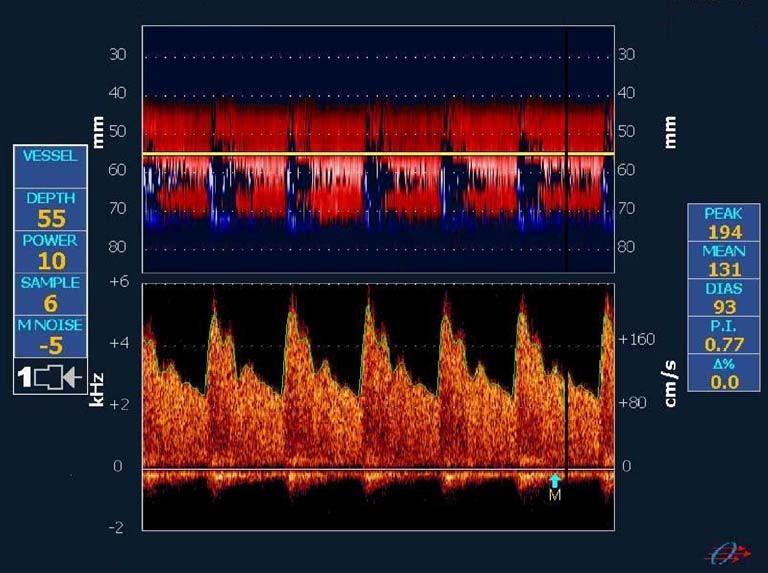 30 30
40 40
50 50
mm mm
60 60
70 70
80 80
VESSEL
DEPTH
55
POWER
10
SAMPLE
6
M NOISE
-5
1
+6
+4
+2
0
-2
kHz
+160
+80
0
cm/s
M
PEAK
194
MEAN
131
DIAS
93
P.I.
0.77
Δ%
0.0